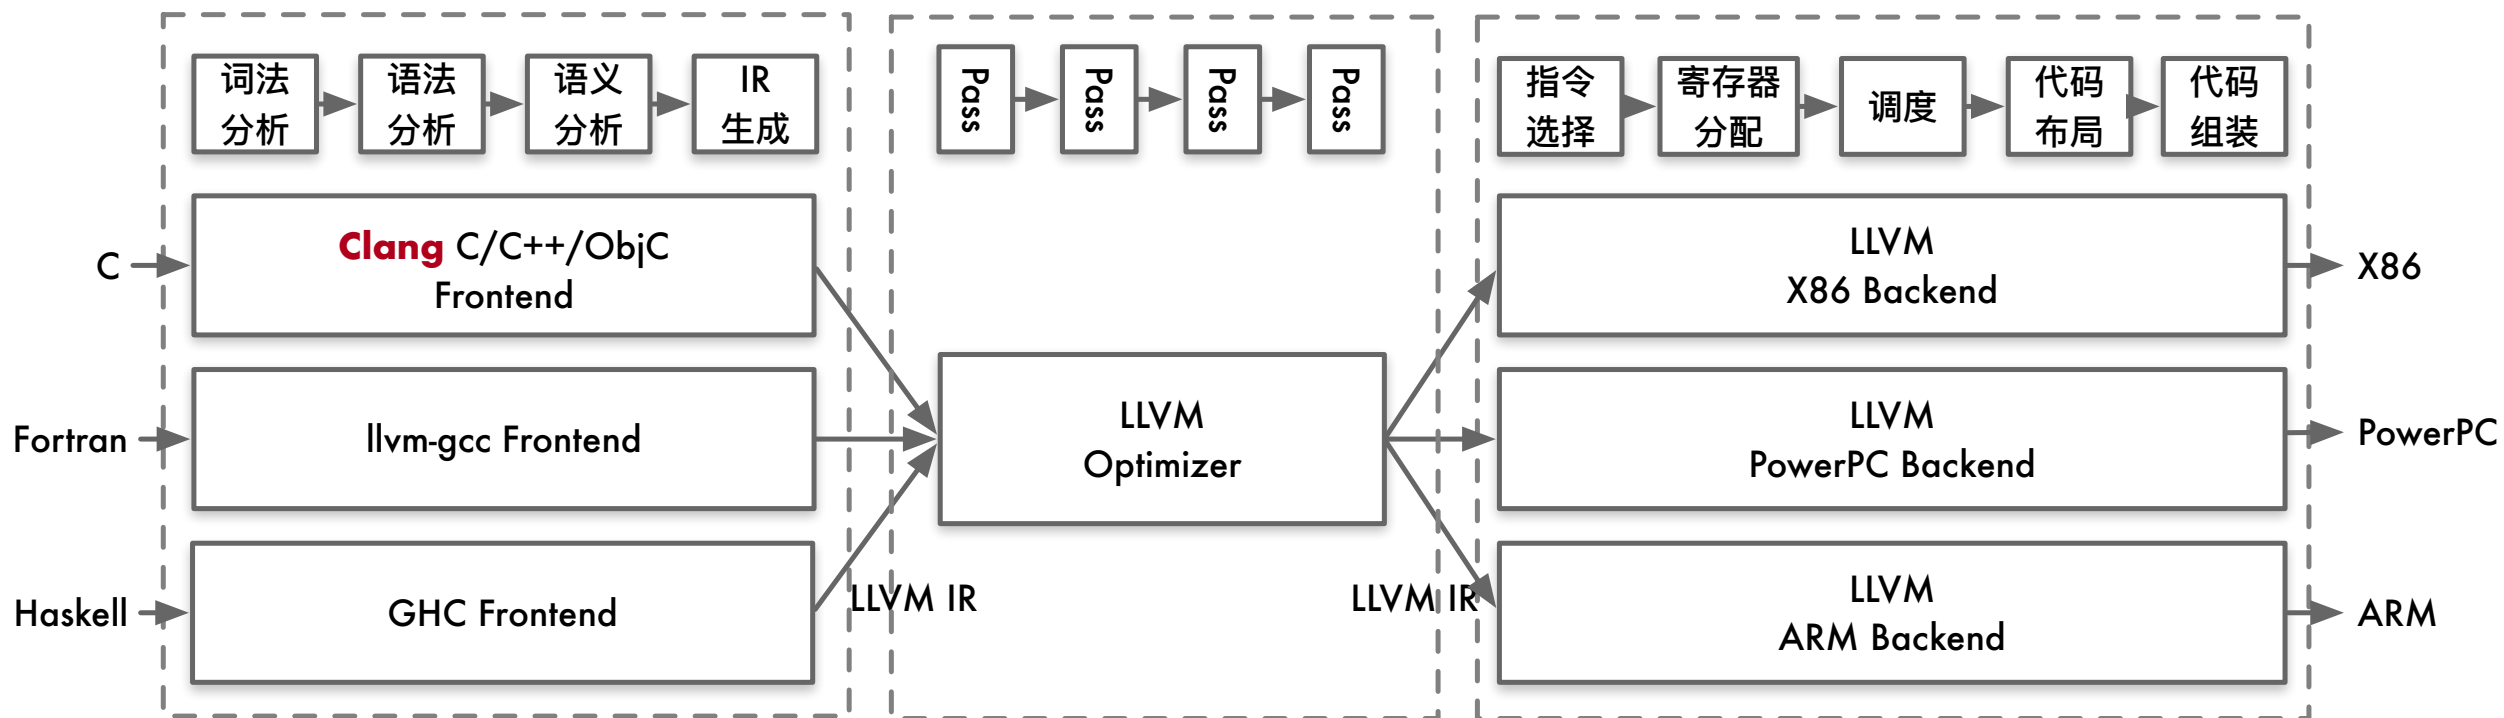 词法
分析
语法
分析
语义
分析
IR
生成
Pass
Pass
Pass
Pass
指令
选择
寄存器
分配
调度
代码
布局
代码
组装
C
Clang C/C++/ObjC
Frontend
Fortran
llvm-gcc Frontend
Haskell
GHC Frontend
LLVM IR
LLVM
Optimizer
LLVM IR
LLVM
X86 Backend
X86
LLVM
PowerPC Backend
PowerPC
LLVM
ARM Backend
ARM